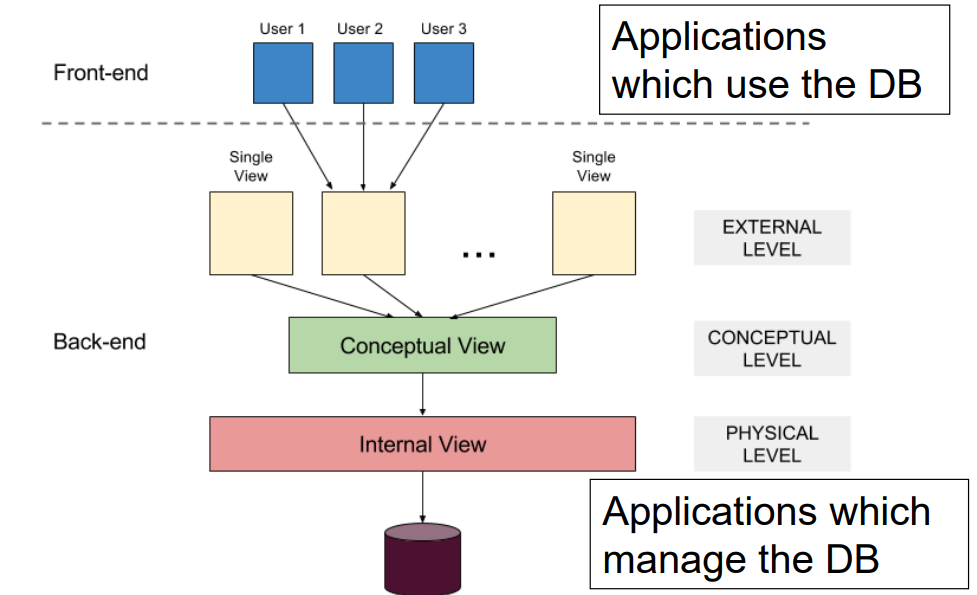 User 1
User 2
User 3
Applications
which use the DB
Front-end
Single
View
Single
View
...
EXTERNAL
LEVEL
Back-end
Conceptual View
CONCEPTUAL
LEVEL
Internal View
PHYSICAL
LEVEL
Applications which
manage the DB